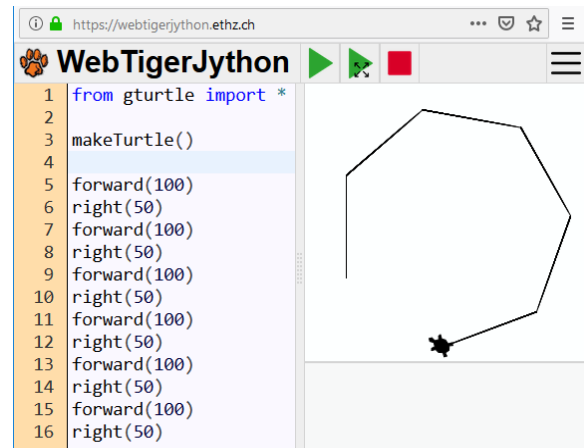 https://webtigerjython.ethz.ch
WebTigerJython
1 from gturtle import *
2
3 makeTurtle()
4
5 forward(100)
6 right(50)
7 forward(100)
8 right(50)
9 forward(100)
10 right(50)
11 forward(100)
12 right(50)
13 forward(100)
14 right(50)
15 forward(100)
16 right(50)